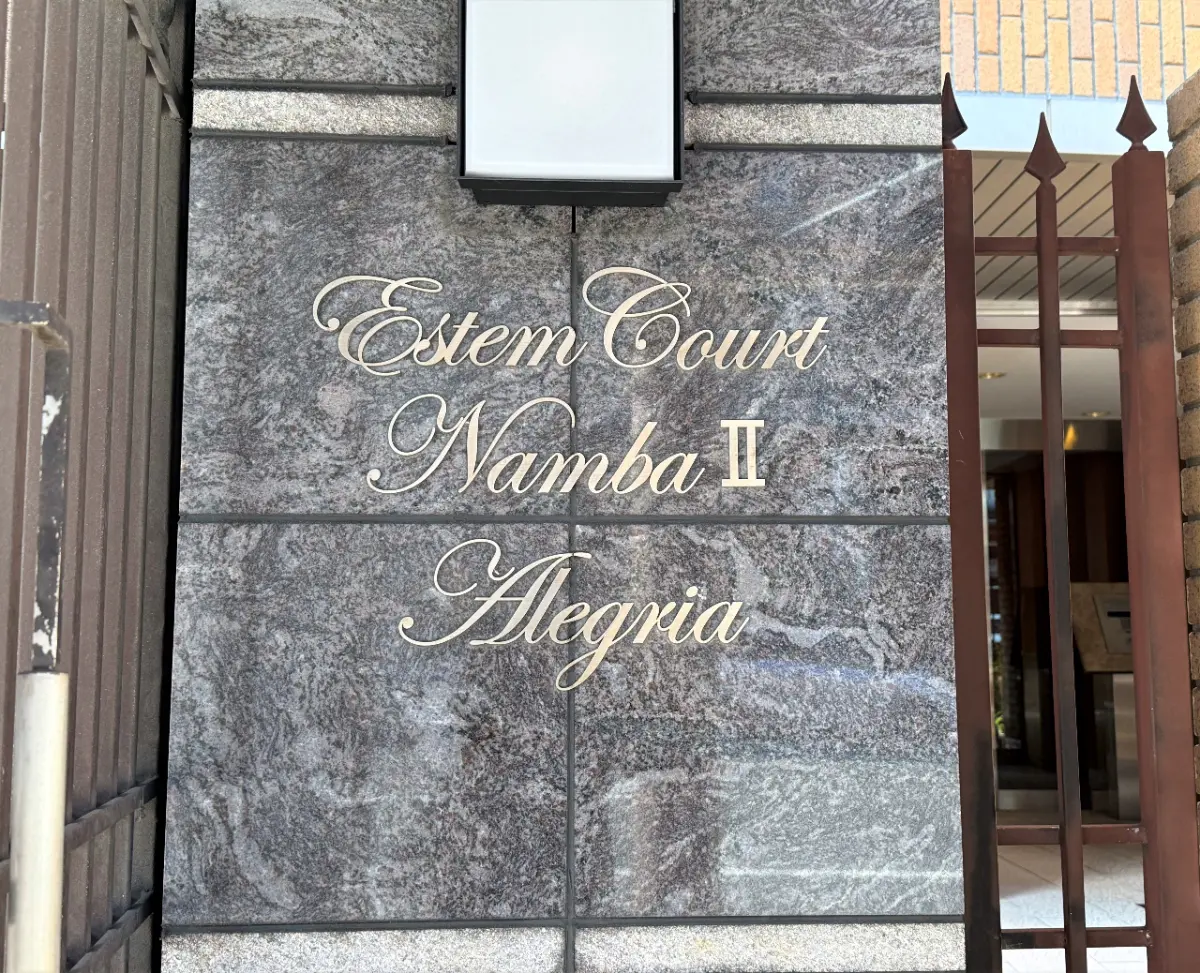 Estem Court
Namba Ⅱ
Alegria